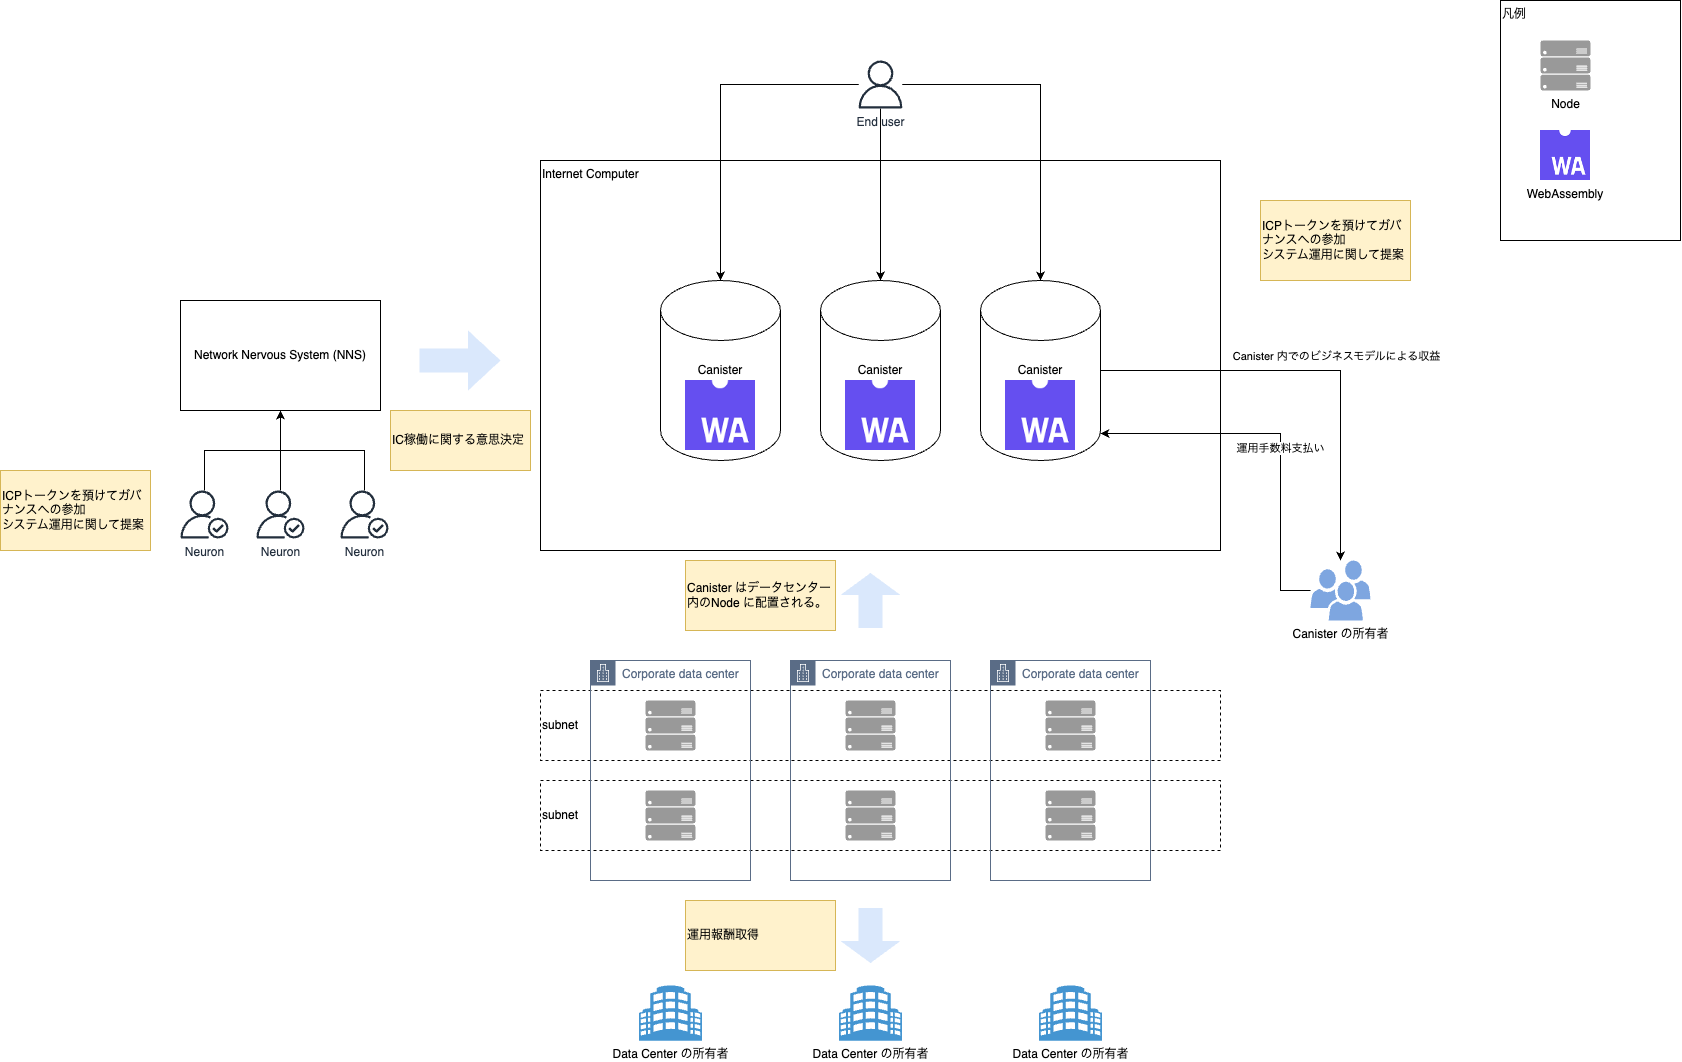 凡例
Node
WA
WebAssembly
End user
Internet Computer
ICPトークンを預けてガバ
ナンスへの参加
システム運用に関して提案
Network Nervous System (NNS)
Canister
WA
Canister
WA
Canister
WA
Canister 内でのビジネスモデルによる収益
運用手数料支払い
IC稼働に関する意思決定
ICPトークンを預けてガバ
ナンスへの参加
システム運用に関して提案
Neuron
Neuron
Neuron
Canister はデータセンター
内のNode に配置される。
Canister の所有者
Corporate data center
Corporate data center
Corporate data center
subnet
subnet
運用報酬取得
Data Center の所有者
Data Center の所有者
Data Center の所有者